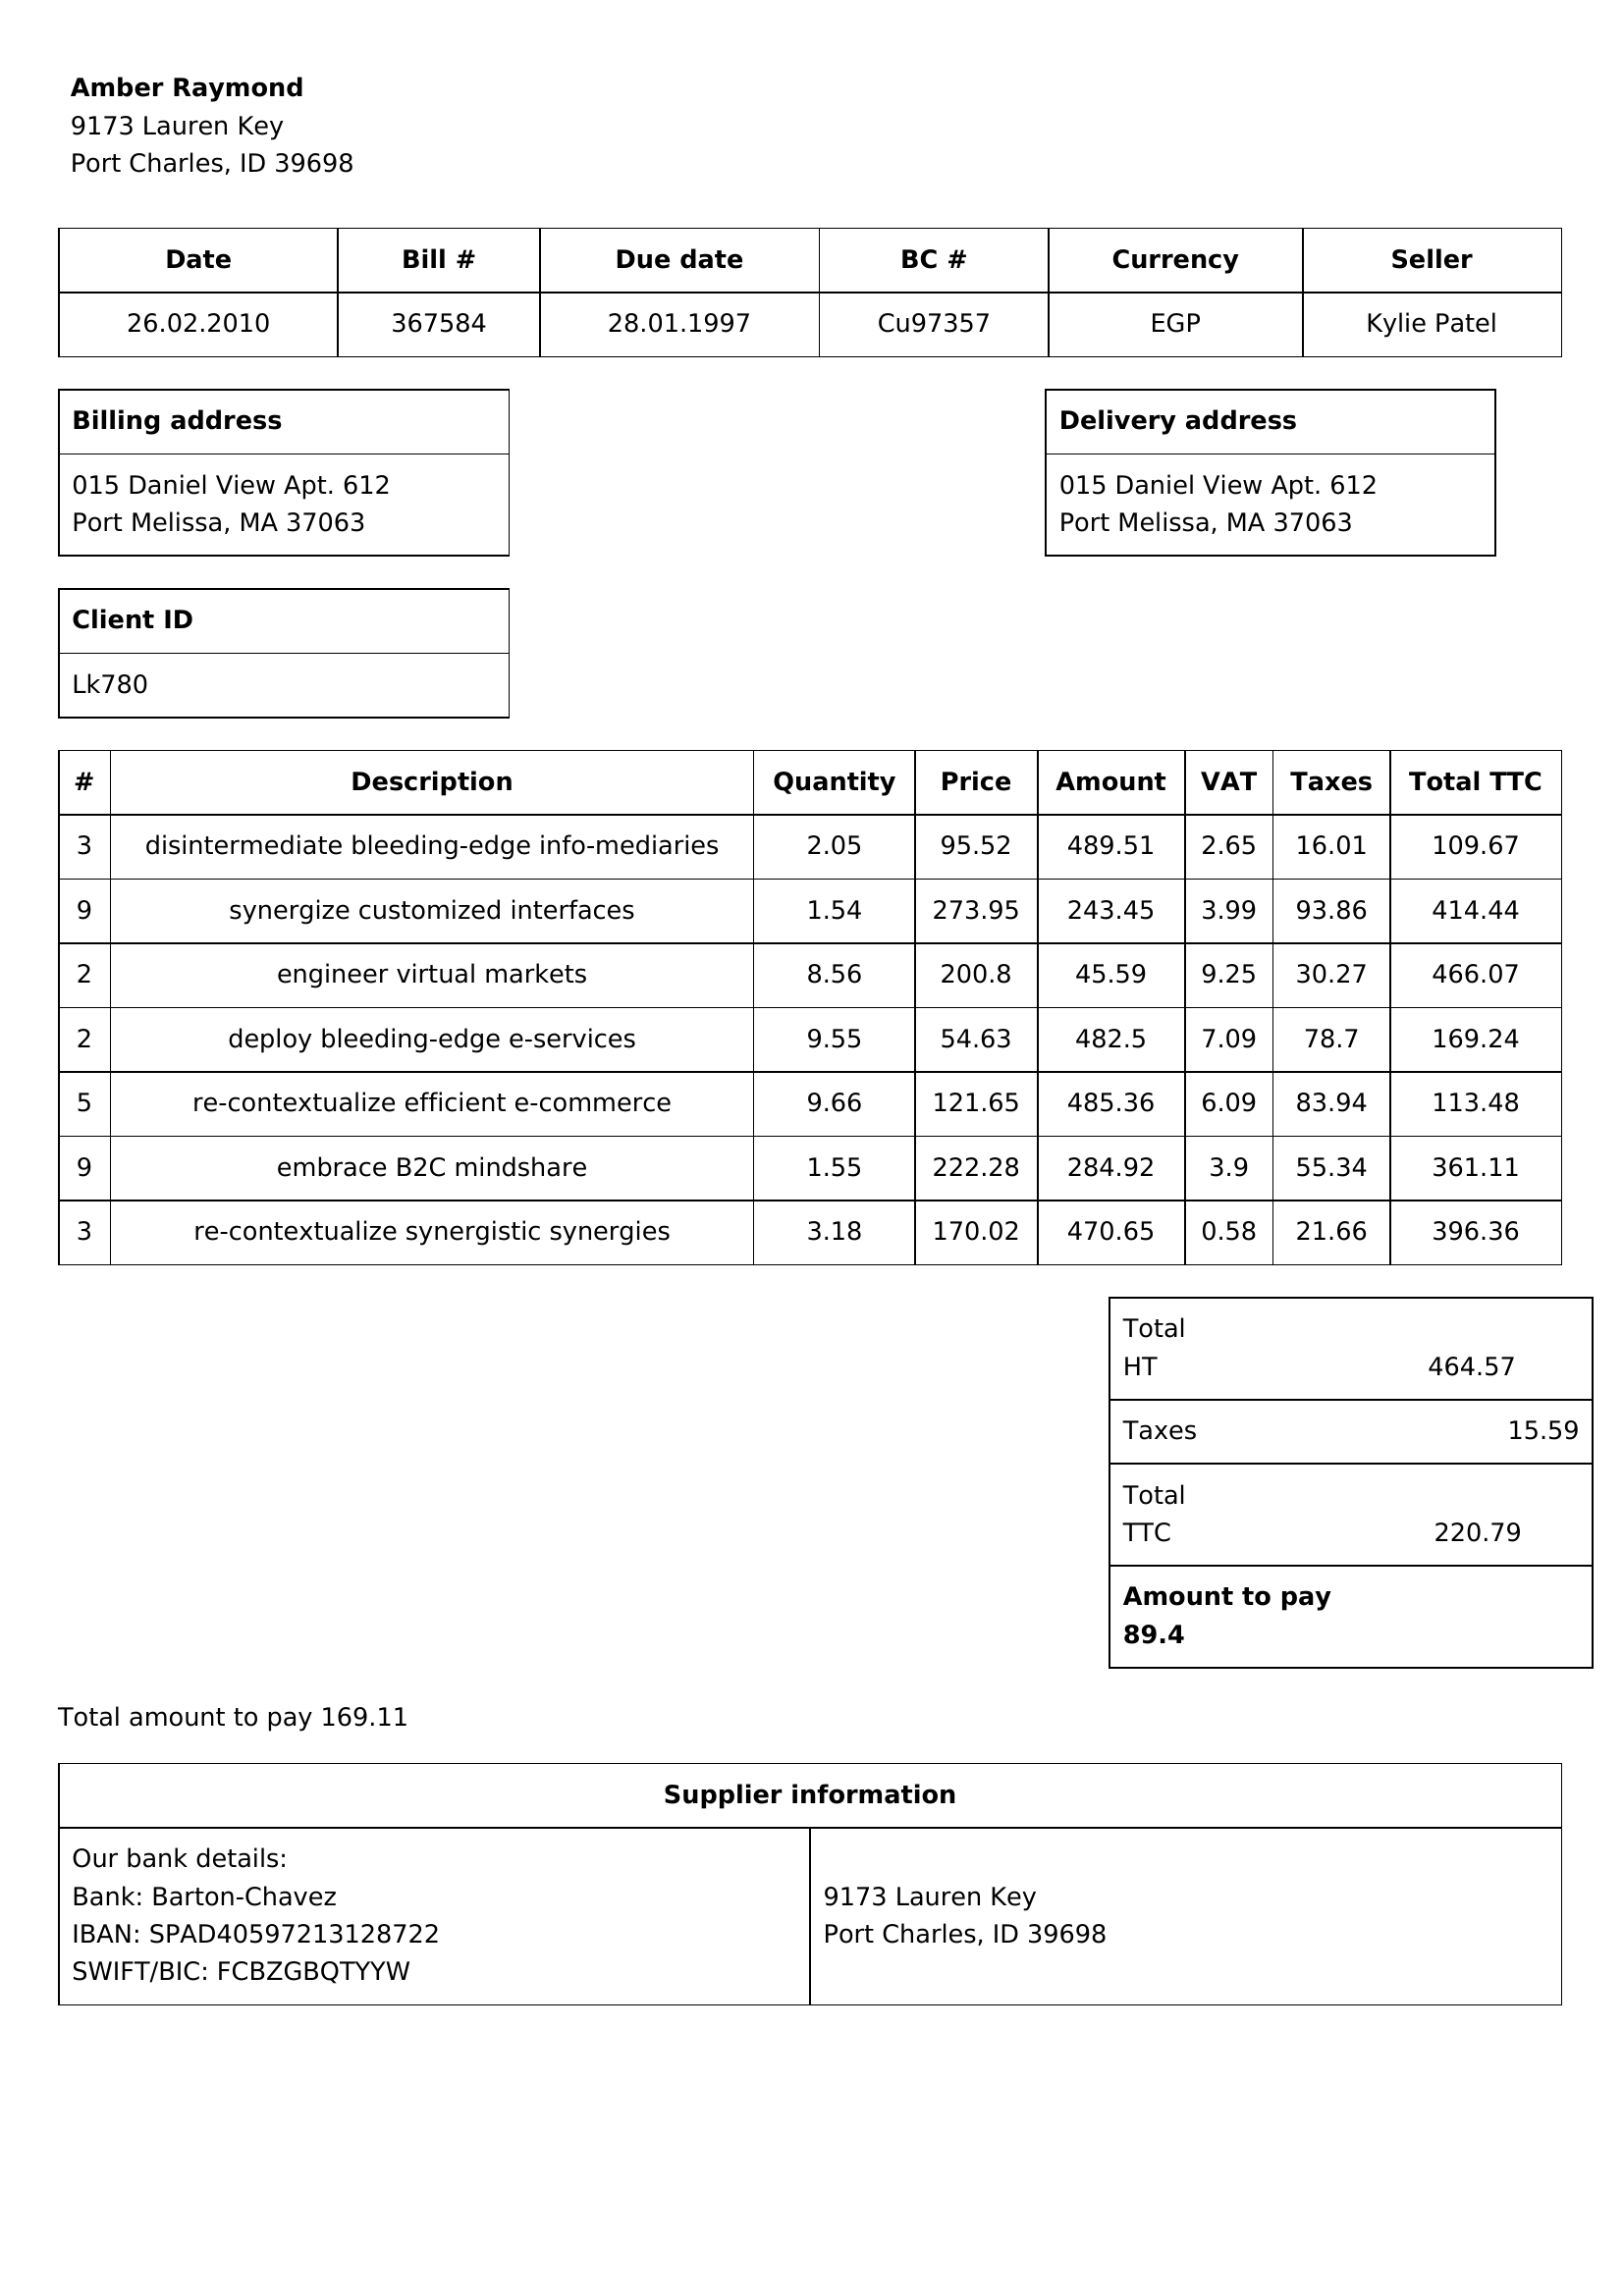 Amber Raymond
9173 Lauren Key
Port Charles, ID 39698
Date Bill # Due date BC # Currency Seller
26.02.2010 367584 28.01.1997 Cu97357 EGP Kylie Patel
Billing address
015 Daniel View Apt. 612
Port Melissa, MA 37063
Delivery address
015 Daniel View Apt. 612
Port Melissa, MA 37063
Client ID
Lk780
# Description Quantity Price Amount VAT Taxes Total TTC
3 disintermediate bleeding-edge info-mediaries 2.05 95.52 489.51 2.65 16.01 109.67
9 synergize customized interfaces 1.54 273.95 243.45 3.99 93.86 414.44
2 engineer virtual markets 8.56 200.8 45.59 9.25 30.27 466.07
2 deploy bleeding-edge e-services 9.55 54.63 482.5 7.09 78.7 169.24
5 re-contextualize efficient e-commerce 9.66 121.65 485.36 6.09 83.94 113.48
9 embrace B2C mindshare 1.55 222.28 284.92 3.9 55.34 361.11
3 re-contextualize synergistic synergies 3.18 170.02 470.65 0.58 21.66 396.36
Total
HT 464.57
Taxes 15.59
Total
TTC 220.79
Amount to pay
89.4
Total amount to pay 169.11
Supplier information
Our bank details:
Bank: Barton-Chavez
IBAN: SPAD40597213128722
SWIFT/BIC: FCBZGBQTYYW
9173 Lauren Key
Port Charles, ID 39698